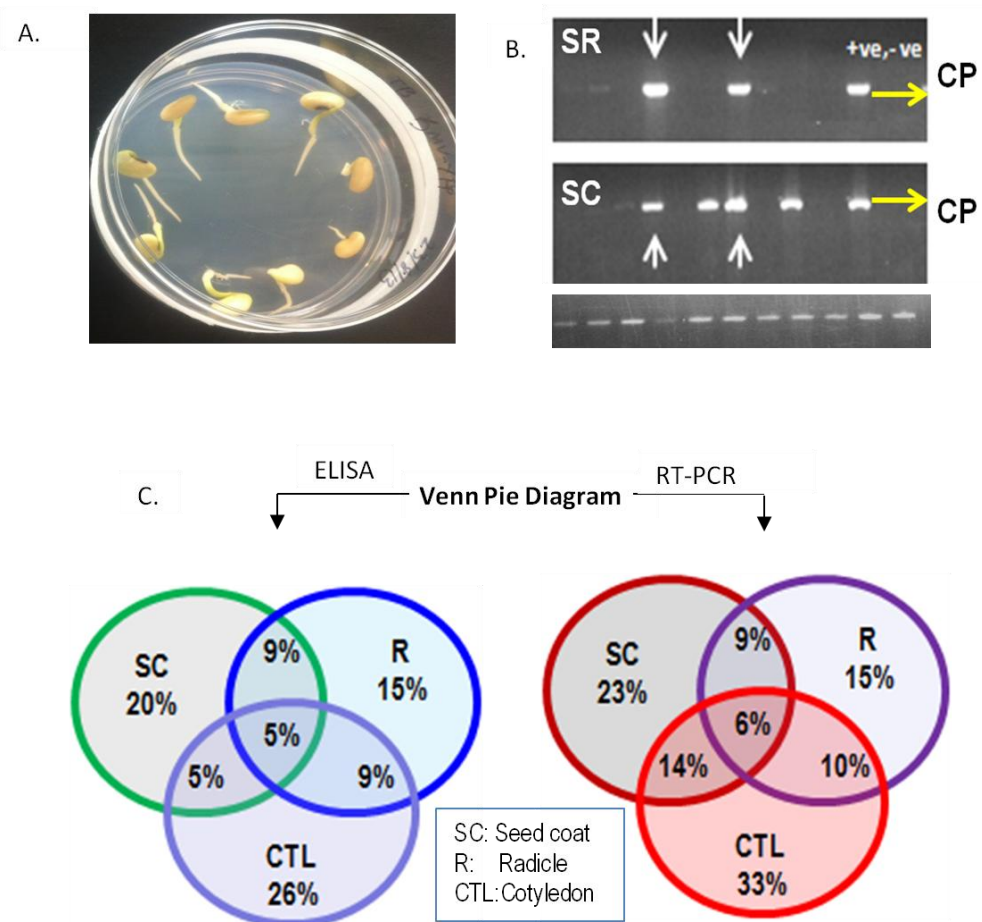 A.
B.
SR
+ve,-ve
CP
SC
CP
C.
ELISA
Venn Pie Diagram
RT-PCR
SC
20%
9%
R
15%
5%
5%
9%
CTL
26%
SC
23%
9%
R
15%
6%
14%
10%
CTL
33%
SC: Seed coat
R: Radicle
CTL:Cotyledon